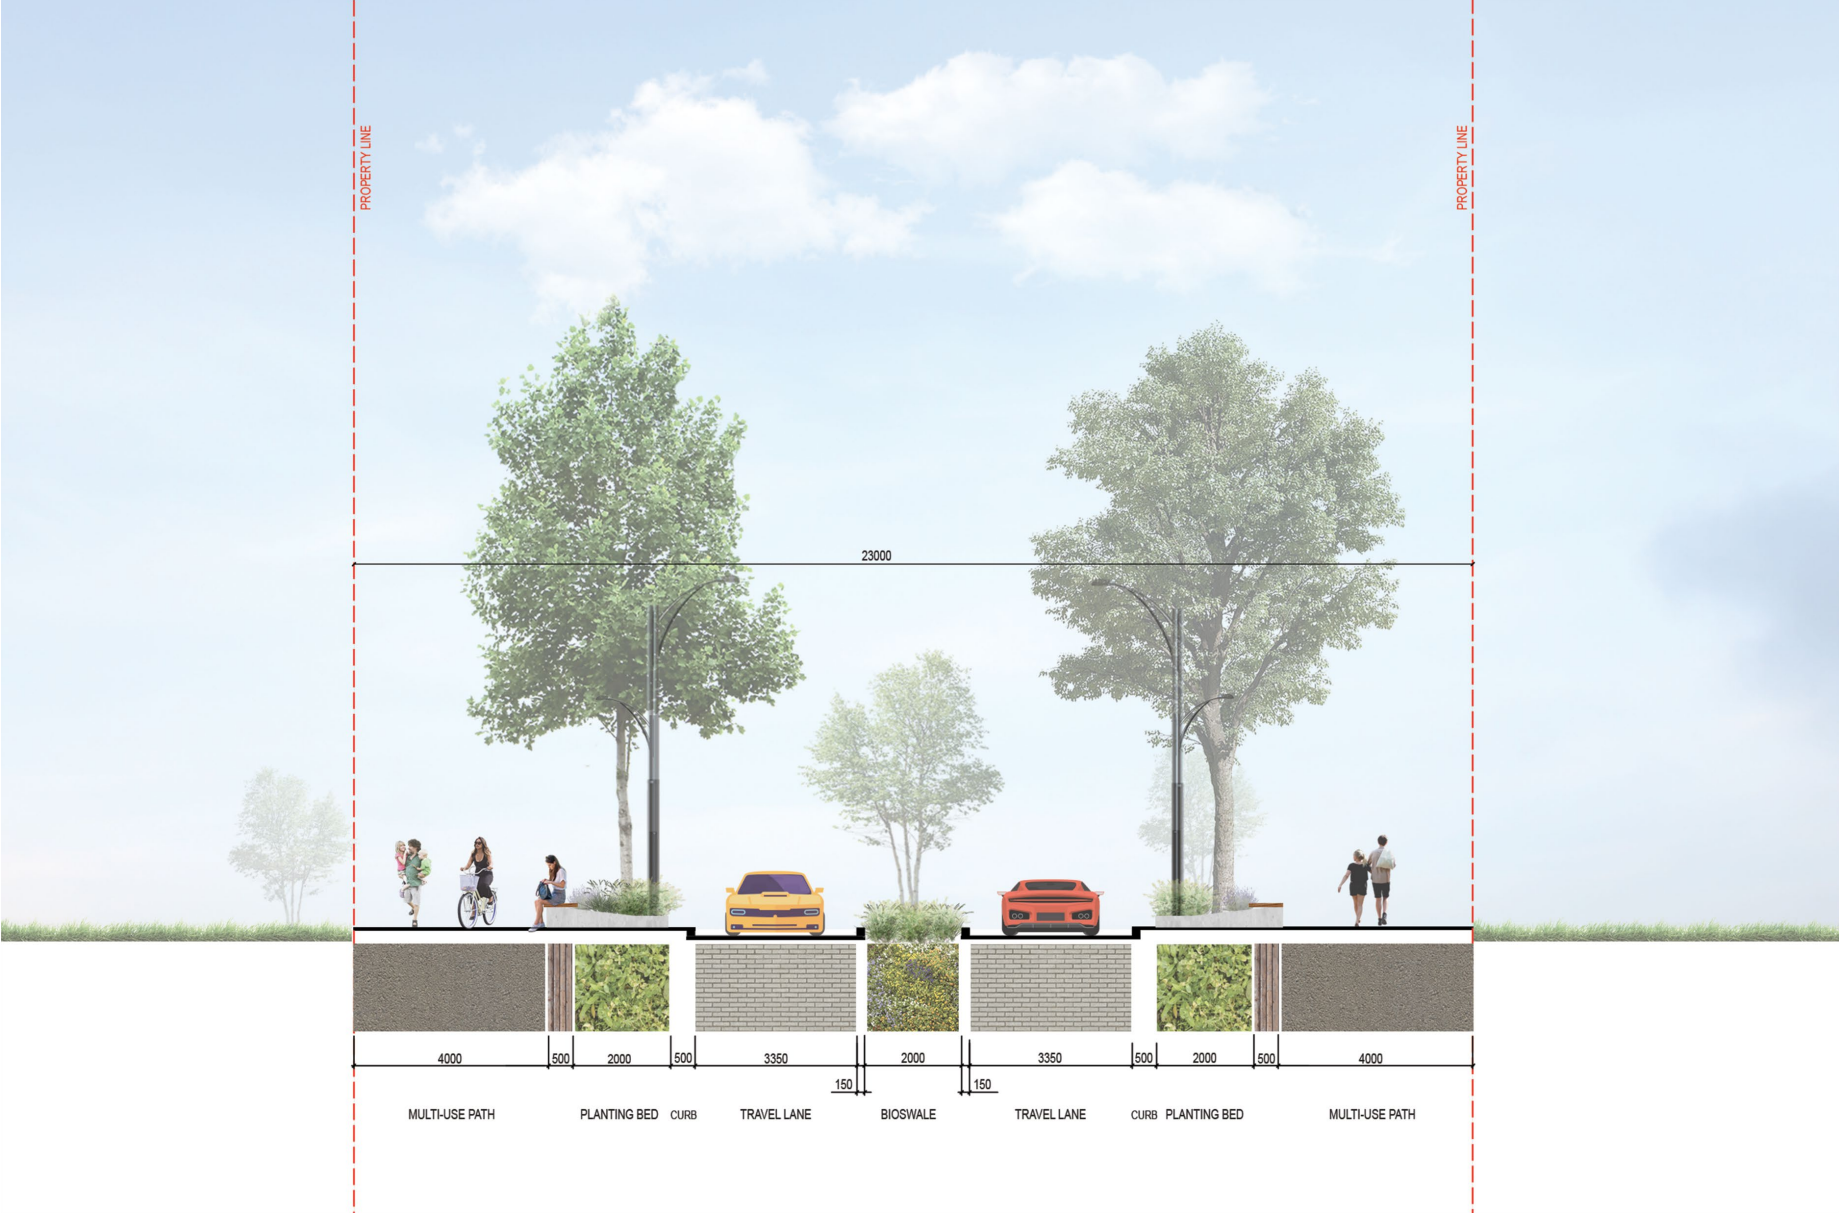 PROPERTY LINE
PROPERTY LINE
23000
4000
500
2000
500
3350
2000
3350
500
2000
500
4000
150
150
MULTI-USE PATH
PLANTING BED
CURB
TRAVEL LANE
BIOSWALE
TRAVEL LANE
CURB
PLANTING BED
MULTI-USE PATH